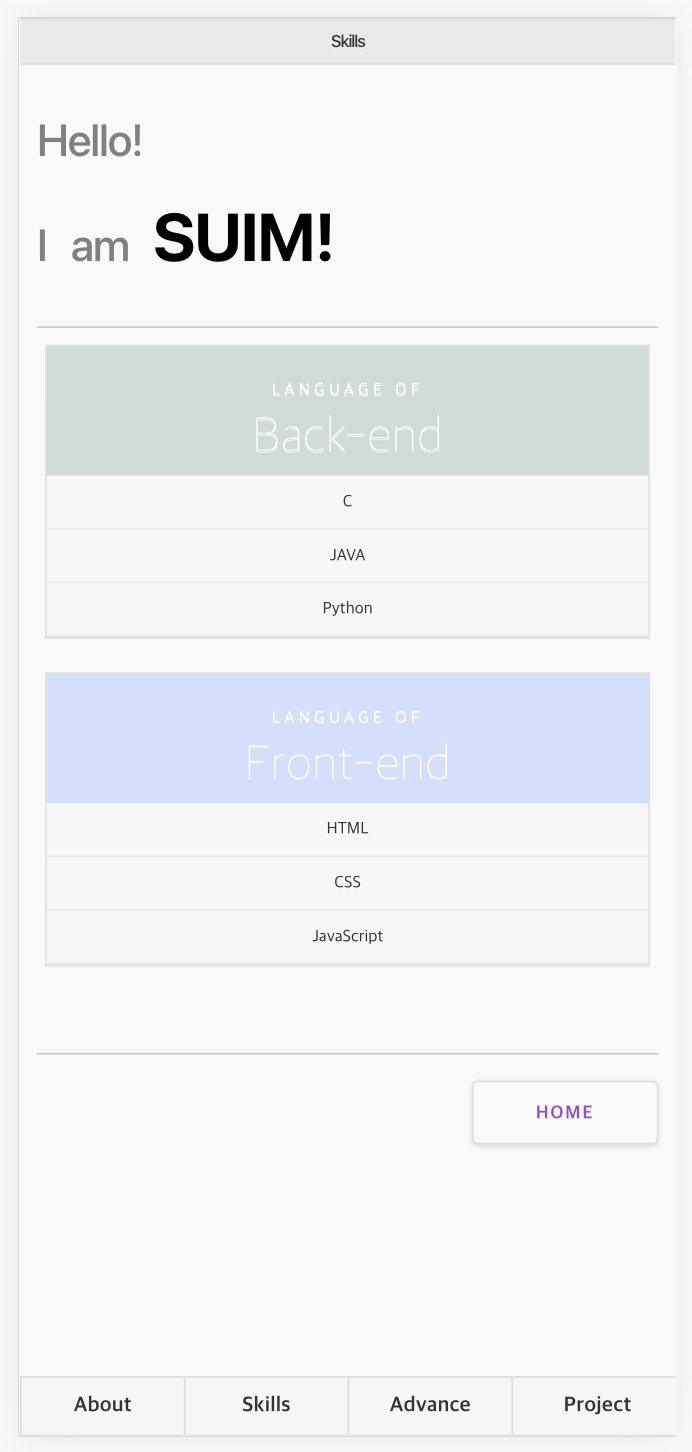 Skills
Hello!
I am SUIM!
LANGUAGE OF
Back-end
C
JAVA
Python
LANGUAGE OF
Front-end
HTML
CSS
JavaScript
HOME
About Skills Advance Project